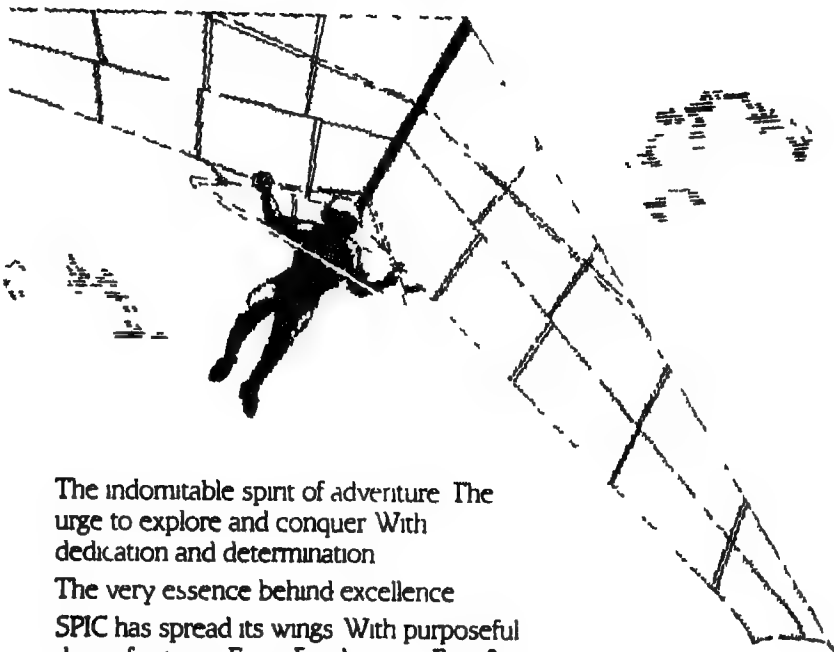 The indomitable spirit of adventure The
urge to explore and conquer With
dedication and determination
The very essence behind excellence
SPIC has spread its wings With purposeful